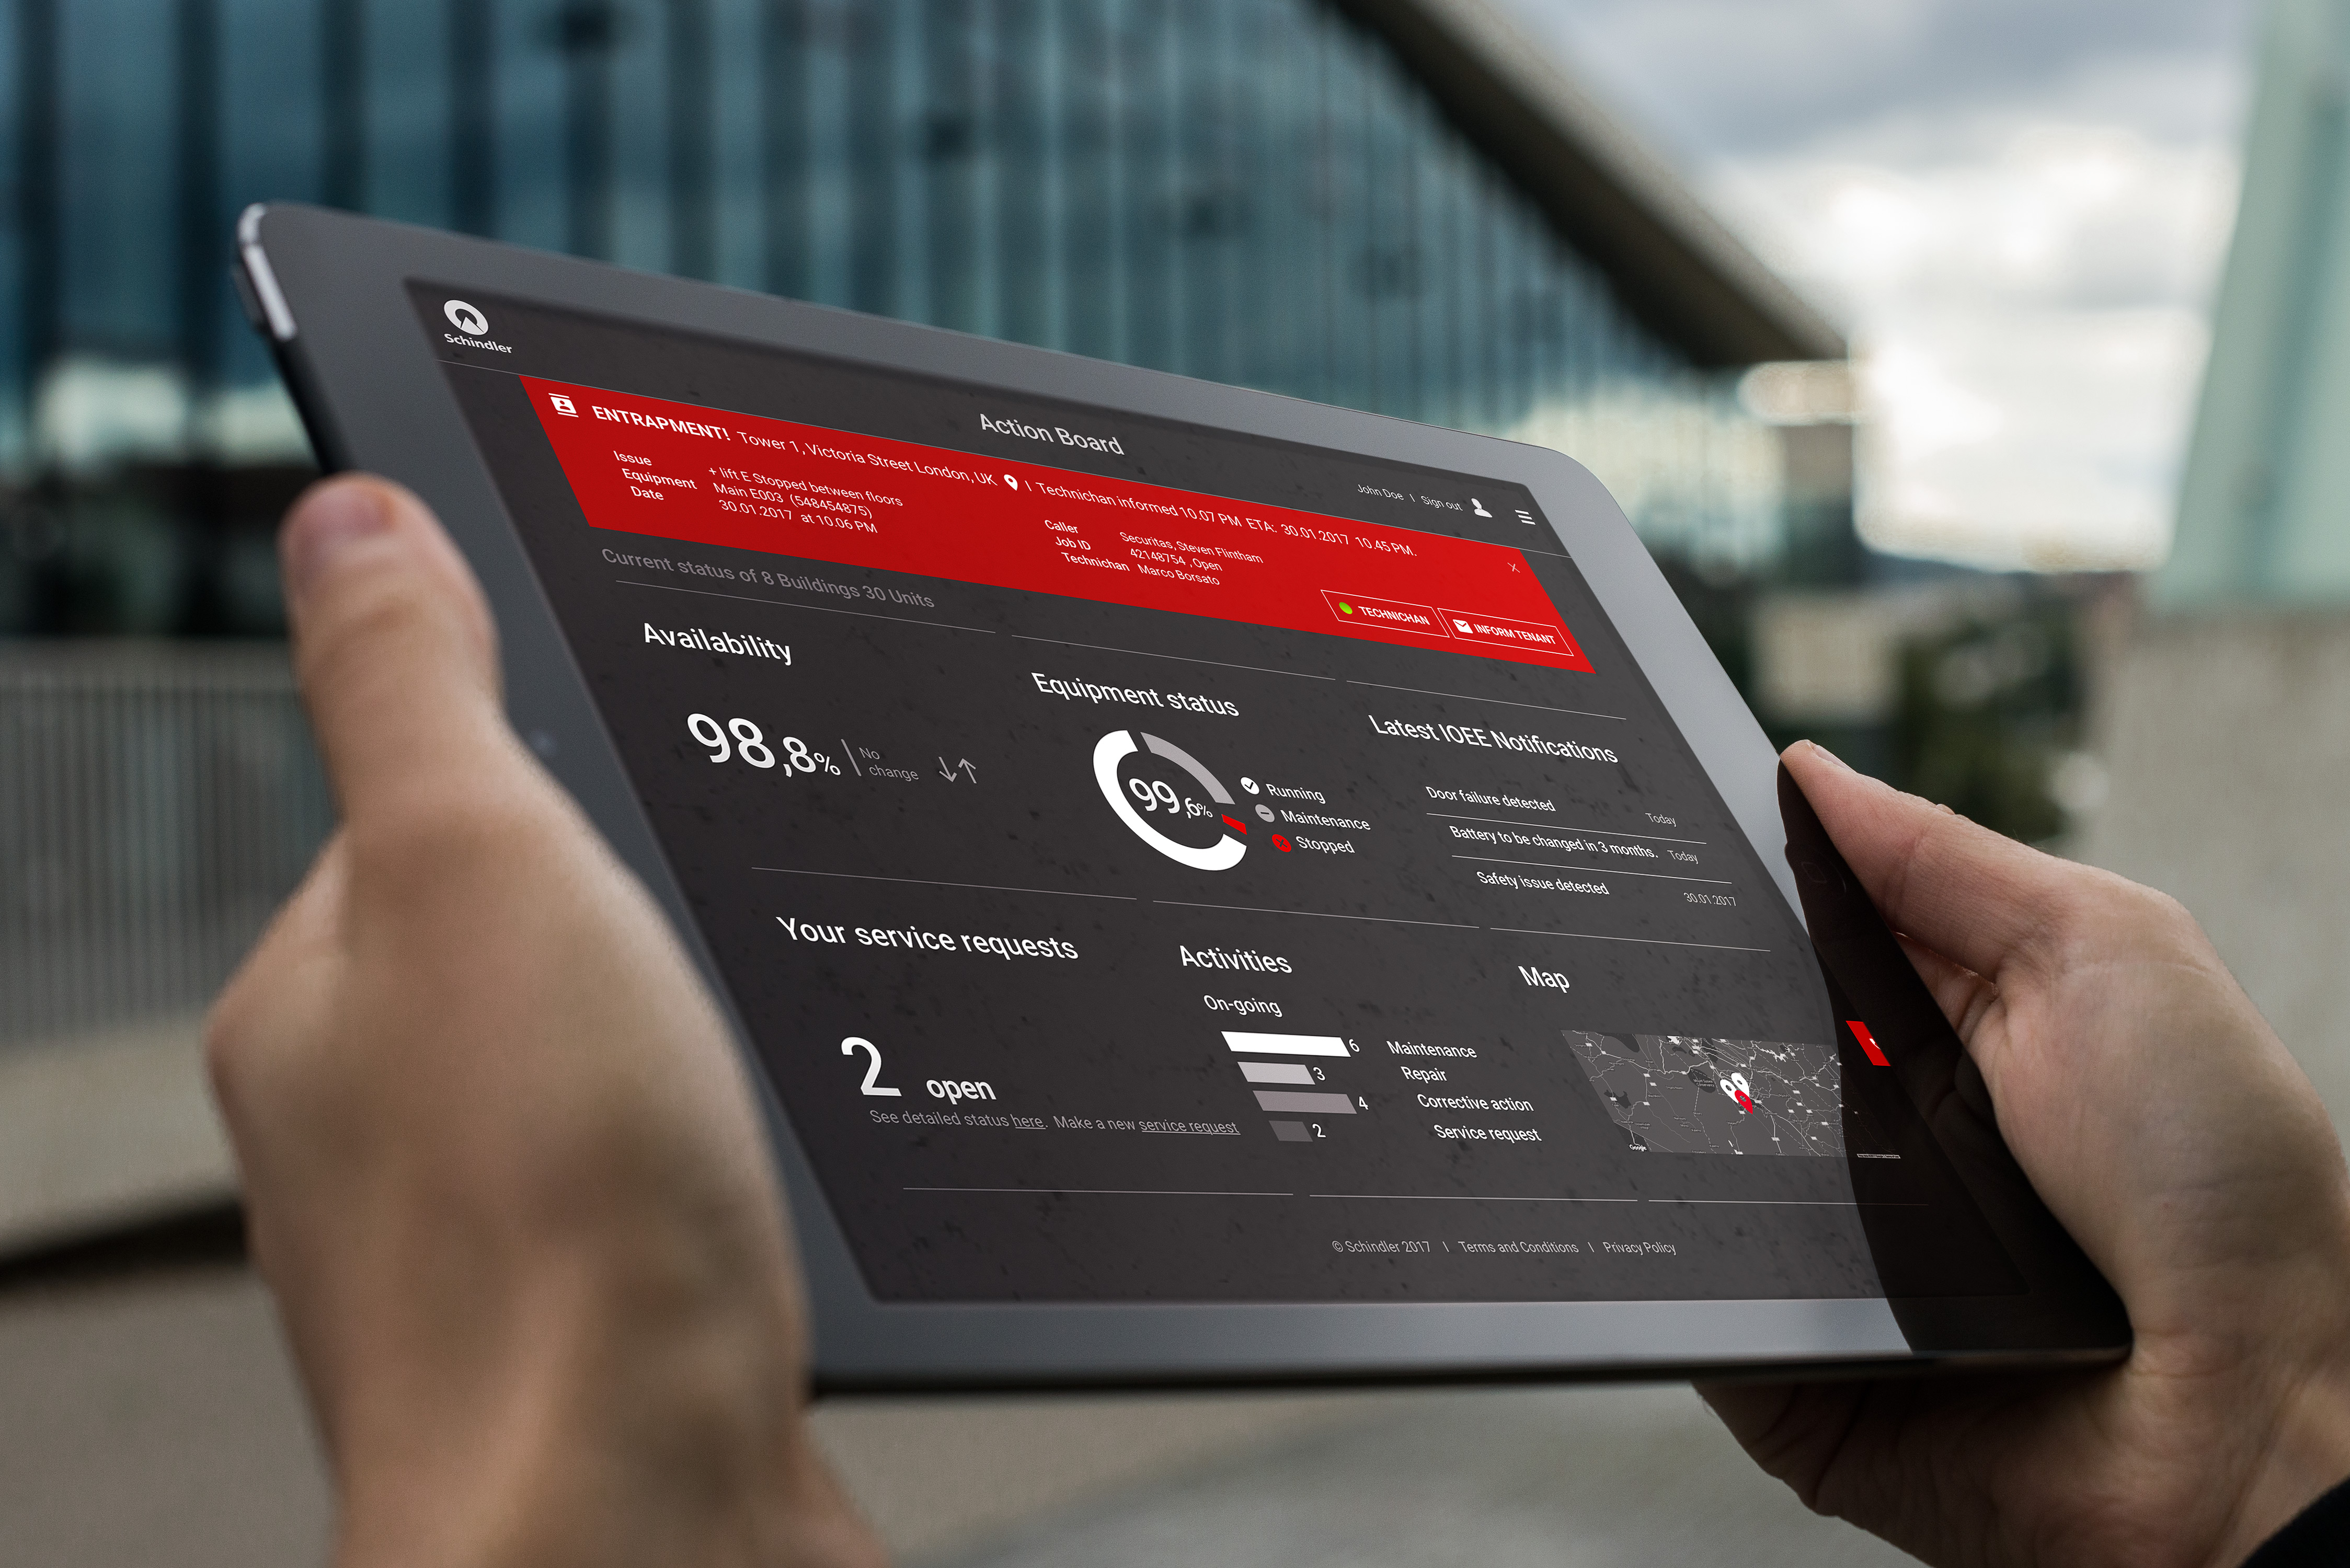 Schindler
Action Board
John Doe | Sign out
ENTRAPMENT! Tower 1, Victoria Street London, UK | Technichan informed 10.07 PM ETA: 30.01.2017 10.45 PM.
X
Issue + lift E Stopped between floors
Equipment Main E003 (548454875)
Date 30.01.2017 at 10.06 PM
Caller Securitas, Steven Flintham
Job ID 42148754 , Open
Technichan Marco Borsato
TECHNICHAN
INFORM TENANT
Current status of 8 Buildings 30 Units
Availability
98,8% | No change
Equipment status
99,6%
Running
Maintenance
Stopped
Latest IOEE Notifications
Door failure detected Today
Battery to be changed in 3 months. Today
Safety issue detected 30.01.2017
Your service requests
2 open
See detailed status here. Make a new service request
Activities
On-going
6 Maintenance
3 Repair
4 Corrective action
2 Service request
Map
Google
© Schindler 2017 | Terms and Conditions | Privacy Policy